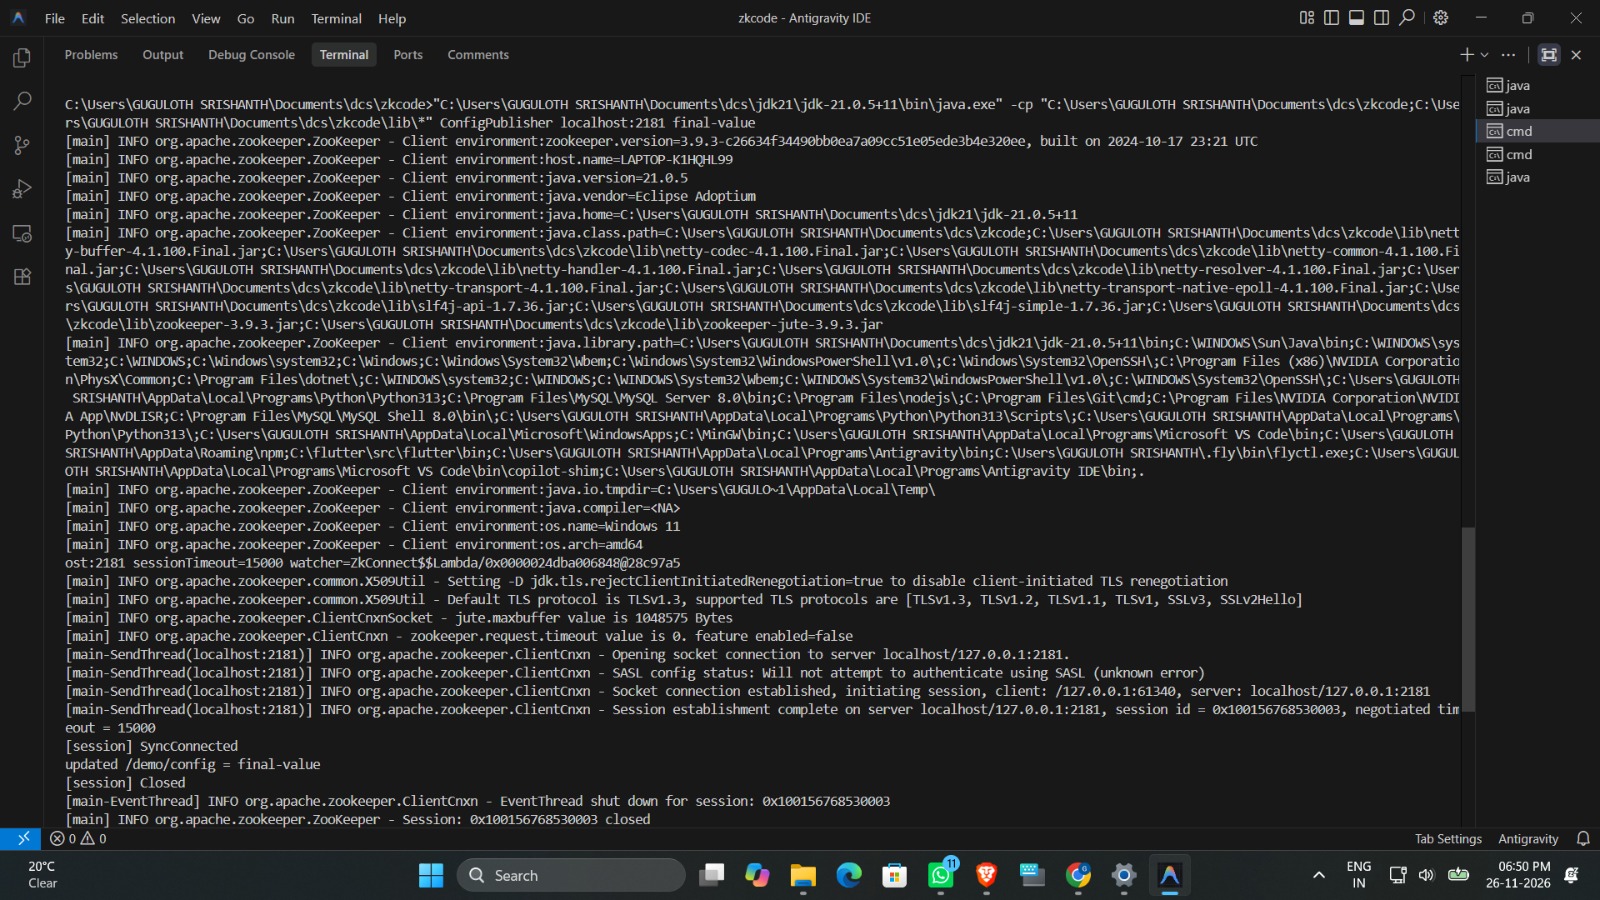 File Edit Selection View Go Run Terminal Help
zkcode - Antigravity IDE
Problems Output Debug Console Terminal Ports Comments
C:\Users\GUGULOTH SRISHANTH\Documents\dcs\zkcode>"C:\Users\GUGULOTH SRISHANTH\Documents\dcs\jdk21\jdk-21.0.5+11\bin\java.exe" -cp "C:\Users\GUGULOTH SRISHANTH\Documents\dcs\zkcode;C:\Use
rs\GUGULOTH SRISHANTH\Documents\dcs\zkcode\lib\*" ConfigPublisher localhost:2181 final-value
[main] INFO org.apache.zookeeper.ZooKeeper - Client environment:zookeeper.version=3.9.3-c26634f34490bb0ea7a09cc51e05ede3b4e320ee, built on 2024-10-17 23:21 UTC
[main] INFO org.apache.zookeeper.ZooKeeper - Client environment:host.name=LAPTOP-K1HQHL99
[main] INFO org.apache.zookeeper.ZooKeeper - Client environment:java.version=21.0.5
[main] INFO org.apache.zookeeper.ZooKeeper - Client environment:java.vendor=Eclipse Adoptium
[main] INFO org.apache.zookeeper.ZooKeeper - Client environment:java.home=C:\Users\GUGULOTH SRISHANTH\Documents\dcs\jdk21\jdk-21.0.5+11
[main] INFO org.apache.zookeeper.ZooKeeper - Client environment:java.class.path=C:\Users\GUGULOTH SRISHANTH\Documents\dcs\zkcode;C:\Users\GUGULOTH SRISHANTH\Documents\dcs\zkcode\lib\nett
y-buffer-4.1.100.Final.jar;C:\Users\GUGULOTH SRISHANTH\Documents\dcs\zkcode\lib\netty-codec-4.1.100.Final.jar;C:\Users\GUGULOTH SRISHANTH\Documents\dcs\zkcode\lib\netty-common-4.1.100.Fi
nal.jar;C:\Users\GUGULOTH SRISHANTH\Documents\dcs\zkcode\lib\netty-handler-4.1.100.Final.jar;C:\Users\GUGULOTH SRISHANTH\Documents\dcs\zkcode\lib\netty-resolver-4.1.100.Final.jar;C:\User
s\GUGULOTH SRISHANTH\Documents\dcs\zkcode\lib\netty-transport-4.1.100.Final.jar;C:\Users\GUGULOTH SRISHANTH\Documents\dcs\zkcode\lib\netty-transport-native-epoll-4.1.100.Final.jar;C:\Use
rs\GUGULOTH SRISHANTH\Documents\dcs\zkcode\lib\slf4j-api-1.7.36.jar;C:\Users\GUGULOTH SRISHANTH\Documents\dcs\zkcode\lib\slf4j-simple-1.7.36.jar;C:\Users\GUGULOTH SRISHANTH\Documents\dcs
\zkcode\lib\zookeeper-3.9.3.jar;C:\Users\GUGULOTH SRISHANTH\Documents\dcs\zkcode\lib\zookeeper-jute-3.9.3.jar
[main] INFO org.apache.zookeeper.ZooKeeper - Client environment:java.library.path=C:\Users\GUGULOTH SRISHANTH\Documents\dcs\jdk21\jdk-21.0.5+11\bin;C:\WINDOWS\Sun\Java\bin;C:\WINDOWS\sys
tem32;C:\WINDOWS;C:\Windows\system32;C:\Windows;C:\Windows\System32\Wbem;C:\Windows\System32\WindowsPowerShell\v1.0\;C:\Windows\System32\OpenSSH\;C:\Program Files (x86)\NVIDIA Corporatio
n\PhysX\Common;C:\Program Files\dotnet\;C:\WINDOWS\system32;C:\WINDOWS;C:\WINDOWS\System32\Wbem;C:\WINDOWS\System32\WindowsPowerShell\v1.0\;C:\WINDOWS\System32\OpenSSH\;C:\Users\GUGULOTH
 SRISHANTH\AppData\Local\Programs\Python\Python313;C:\Program Files\MySQL\MySQL Server 8.0\bin;C:\Program Files\nodejs\;C:\Program Files\Git\cmd;C:\Program Files\NVIDIA Corporation\NVIDI
A App\NvDLISR;C:\Program Files\MySQL\MySQL Shell 8.0\bin\;C:\Users\GUGULOTH SRISHANTH\AppData\Local\Programs\Python\Python313\Scripts\;C:\Users\GUGULOTH SRISHANTH\AppData\Local\Programs\
Python\Python313\;C:\Users\GUGULOTH SRISHANTH\AppData\Local\Microsoft\WindowsApps;C:\MinGW\bin;C:\Users\GUGULOTH SRISHANTH\AppData\Local\Programs\Microsoft VS Code\bin;C:\Users\GUGULOTH
SRISHANTH\AppData\Roaming\npm;C:\flutter\src\flutter\bin;C:\Users\GUGULOTH SRISHANTH\AppData\Local\Programs\Antigravity\bin;C:\Users\GUGULOTH SRISHANTH\.fly\bin\flyctl.exe;C:\Users\GUGUL
OTH SRISHANTH\AppData\Local\Programs\Microsoft VS Code\bin\copilot-shim;C:\Users\GUGULOTH SRISHANTH\AppData\Local\Programs\Antigravity IDE\bin;.
[main] INFO org.apache.zookeeper.ZooKeeper - Client environment:java.io.tmpdir=C:\Users\GUGULO~1\AppData\Local\Temp\
[main] INFO org.apache.zookeeper.ZooKeeper - Client environment:java.compiler=<NA>
[main] INFO org.apache.zookeeper.ZooKeeper - Client environment:os.name=Windows 11
[main] INFO org.apache.zookeeper.ZooKeeper - Client environment:os.arch=amd64
ost:2181 sessionTimeout=15000 watcher=ZkConnect$$Lambda/0x0000024dba006848@28c97a5
[main] INFO org.apache.zookeeper.common.X509Util - Setting -D jdk.tls.rejectClientInitiatedRenegotiation=true to disable client-initiated TLS renegotiation
[main] INFO org.apache.zookeeper.common.X509Util - Default TLS protocol is TLSv1.3, supported TLS protocols are [TLSv1.3, TLSv1.2, TLSv1.1, TLSv1, SSLv3, SSLv2Hello]
[main] INFO org.apache.zookeeper.ClientCnxnSocket - jute.maxbuffer value is 1048575 Bytes
[main] INFO org.apache.zookeeper.ClientCnxn - zookeeper.request.timeout value is 0. feature enabled=false
[main-SendThread(localhost:2181)] INFO org.apache.zookeeper.ClientCnxn - Opening socket connection to server localhost/127.0.0.1:2181.
[main-SendThread(localhost:2181)] INFO org.apache.zookeeper.ClientCnxn - SASL config status: Will not attempt to authenticate using SASL (unknown error)
[main-SendThread(localhost:2181)] INFO org.apache.zookeeper.ClientCnxn - Socket connection established, initiating session, client: /127.0.0.1:61340, server: localhost/127.0.0.1:2181
[main-SendThread(localhost:2181)] INFO org.apache.zookeeper.ClientCnxn - Session establishment complete on server localhost/127.0.0.1:2181, session id = 0x100156768530003, negotiated tim
eout = 15000
[session] SyncConnected
updated /demo/config = final-value
[session] Closed
[main-EventThread] INFO org.apache.zookeeper.ClientCnxn - EventThread shut down for session: 0x100156768530003
[main] INFO org.apache.zookeeper.ZooKeeper - Session: 0x100156768530003 closed
java
java
cmd
cmd
java
0 0
Tab Settings Antigravity
20°C
Clear
Search
11
ENG
IN
06:50 PM
26-11-2026